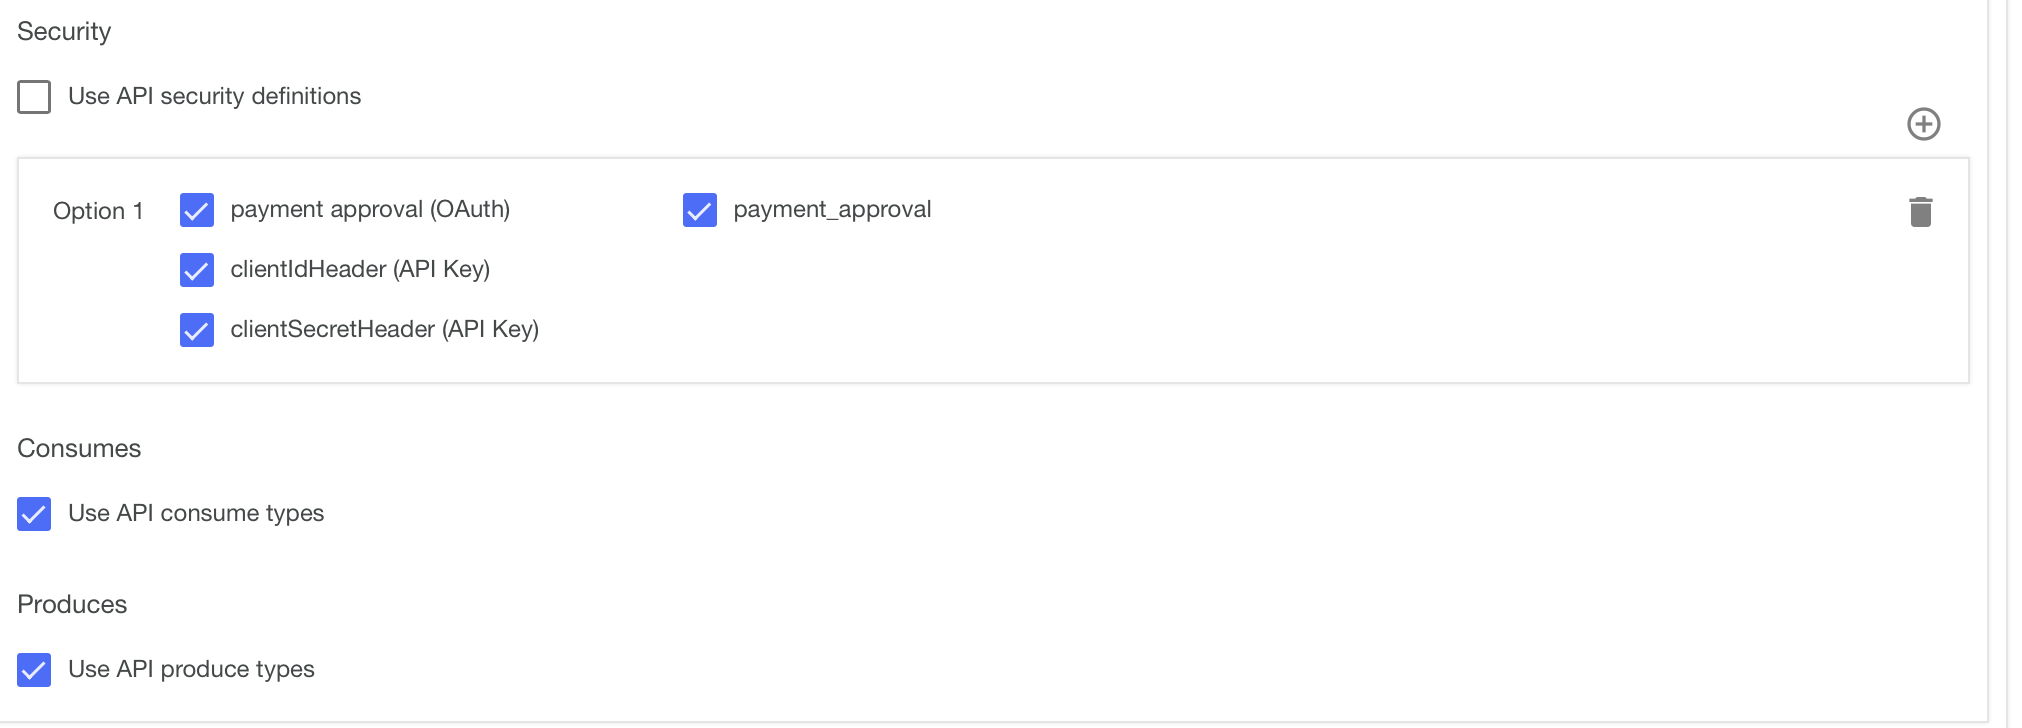 Security
Use API security definitions
Option 1 payment approval (OAuth) payment_approval
clientIdHeader (API Key)
clientSecretHeader (API Key)
Consumes
Use API consume types
Produces
Use API produce types